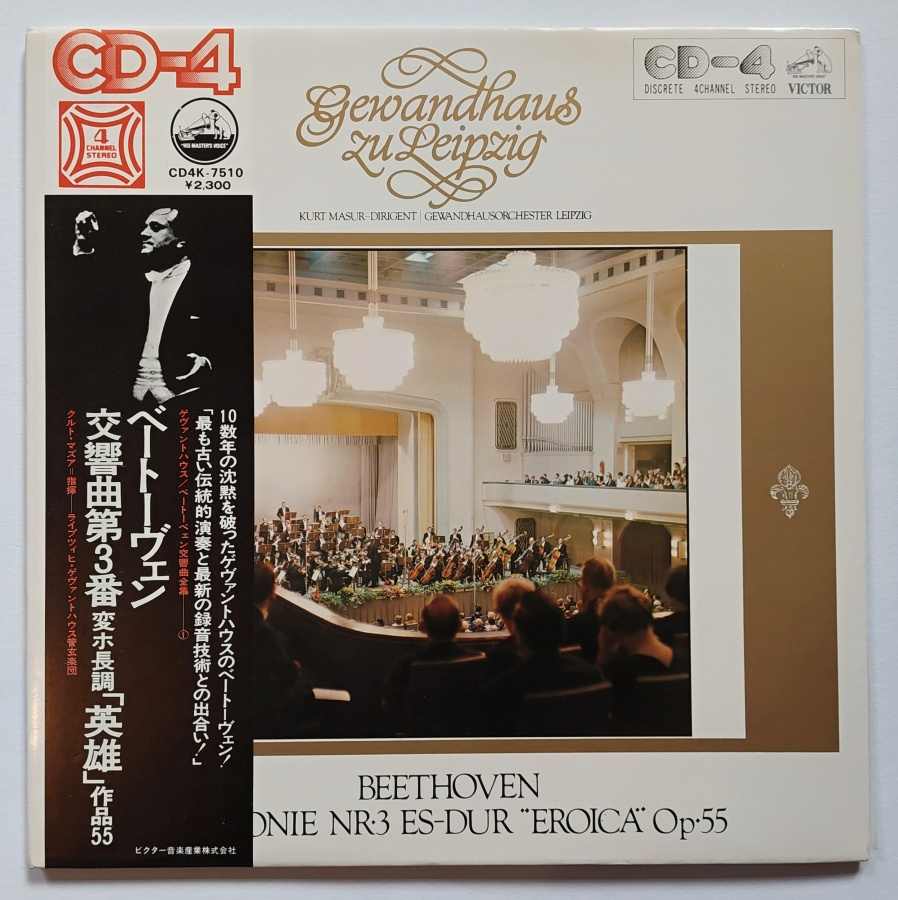 CD-4
4
CHANNEL
STEREO
"HIS MASTER'S VOICE"
CD4K-7510
¥2,300
Gewandhaus
zu Leipzig
CD-4
DISCRETE 4CHANNEL STEREO
"HIS MASTER'S VOICE"
VICTOR
KURT MASUR-DIRIGENT | GEWANDHAUSORCHESTER LEIPZIG
10数年の沈黙を破ったゲヴァントハウスのベートーヴェン!
「最も古い伝統的演奏と最新の録音技術との出合い!」
ゲヴァントハウス/ベートーベェン交響曲全集——①
ベートーヴェン
交響曲第3番 変ホ長調「英雄」作品55
クルト・マズア=指揮——ライプツィヒ・ゲヴァントハウス管玄楽団
ビクター音楽産業株式会社
BEETHOVEN
ONIE NR·3 ES-DUR "EROICA" Op·55